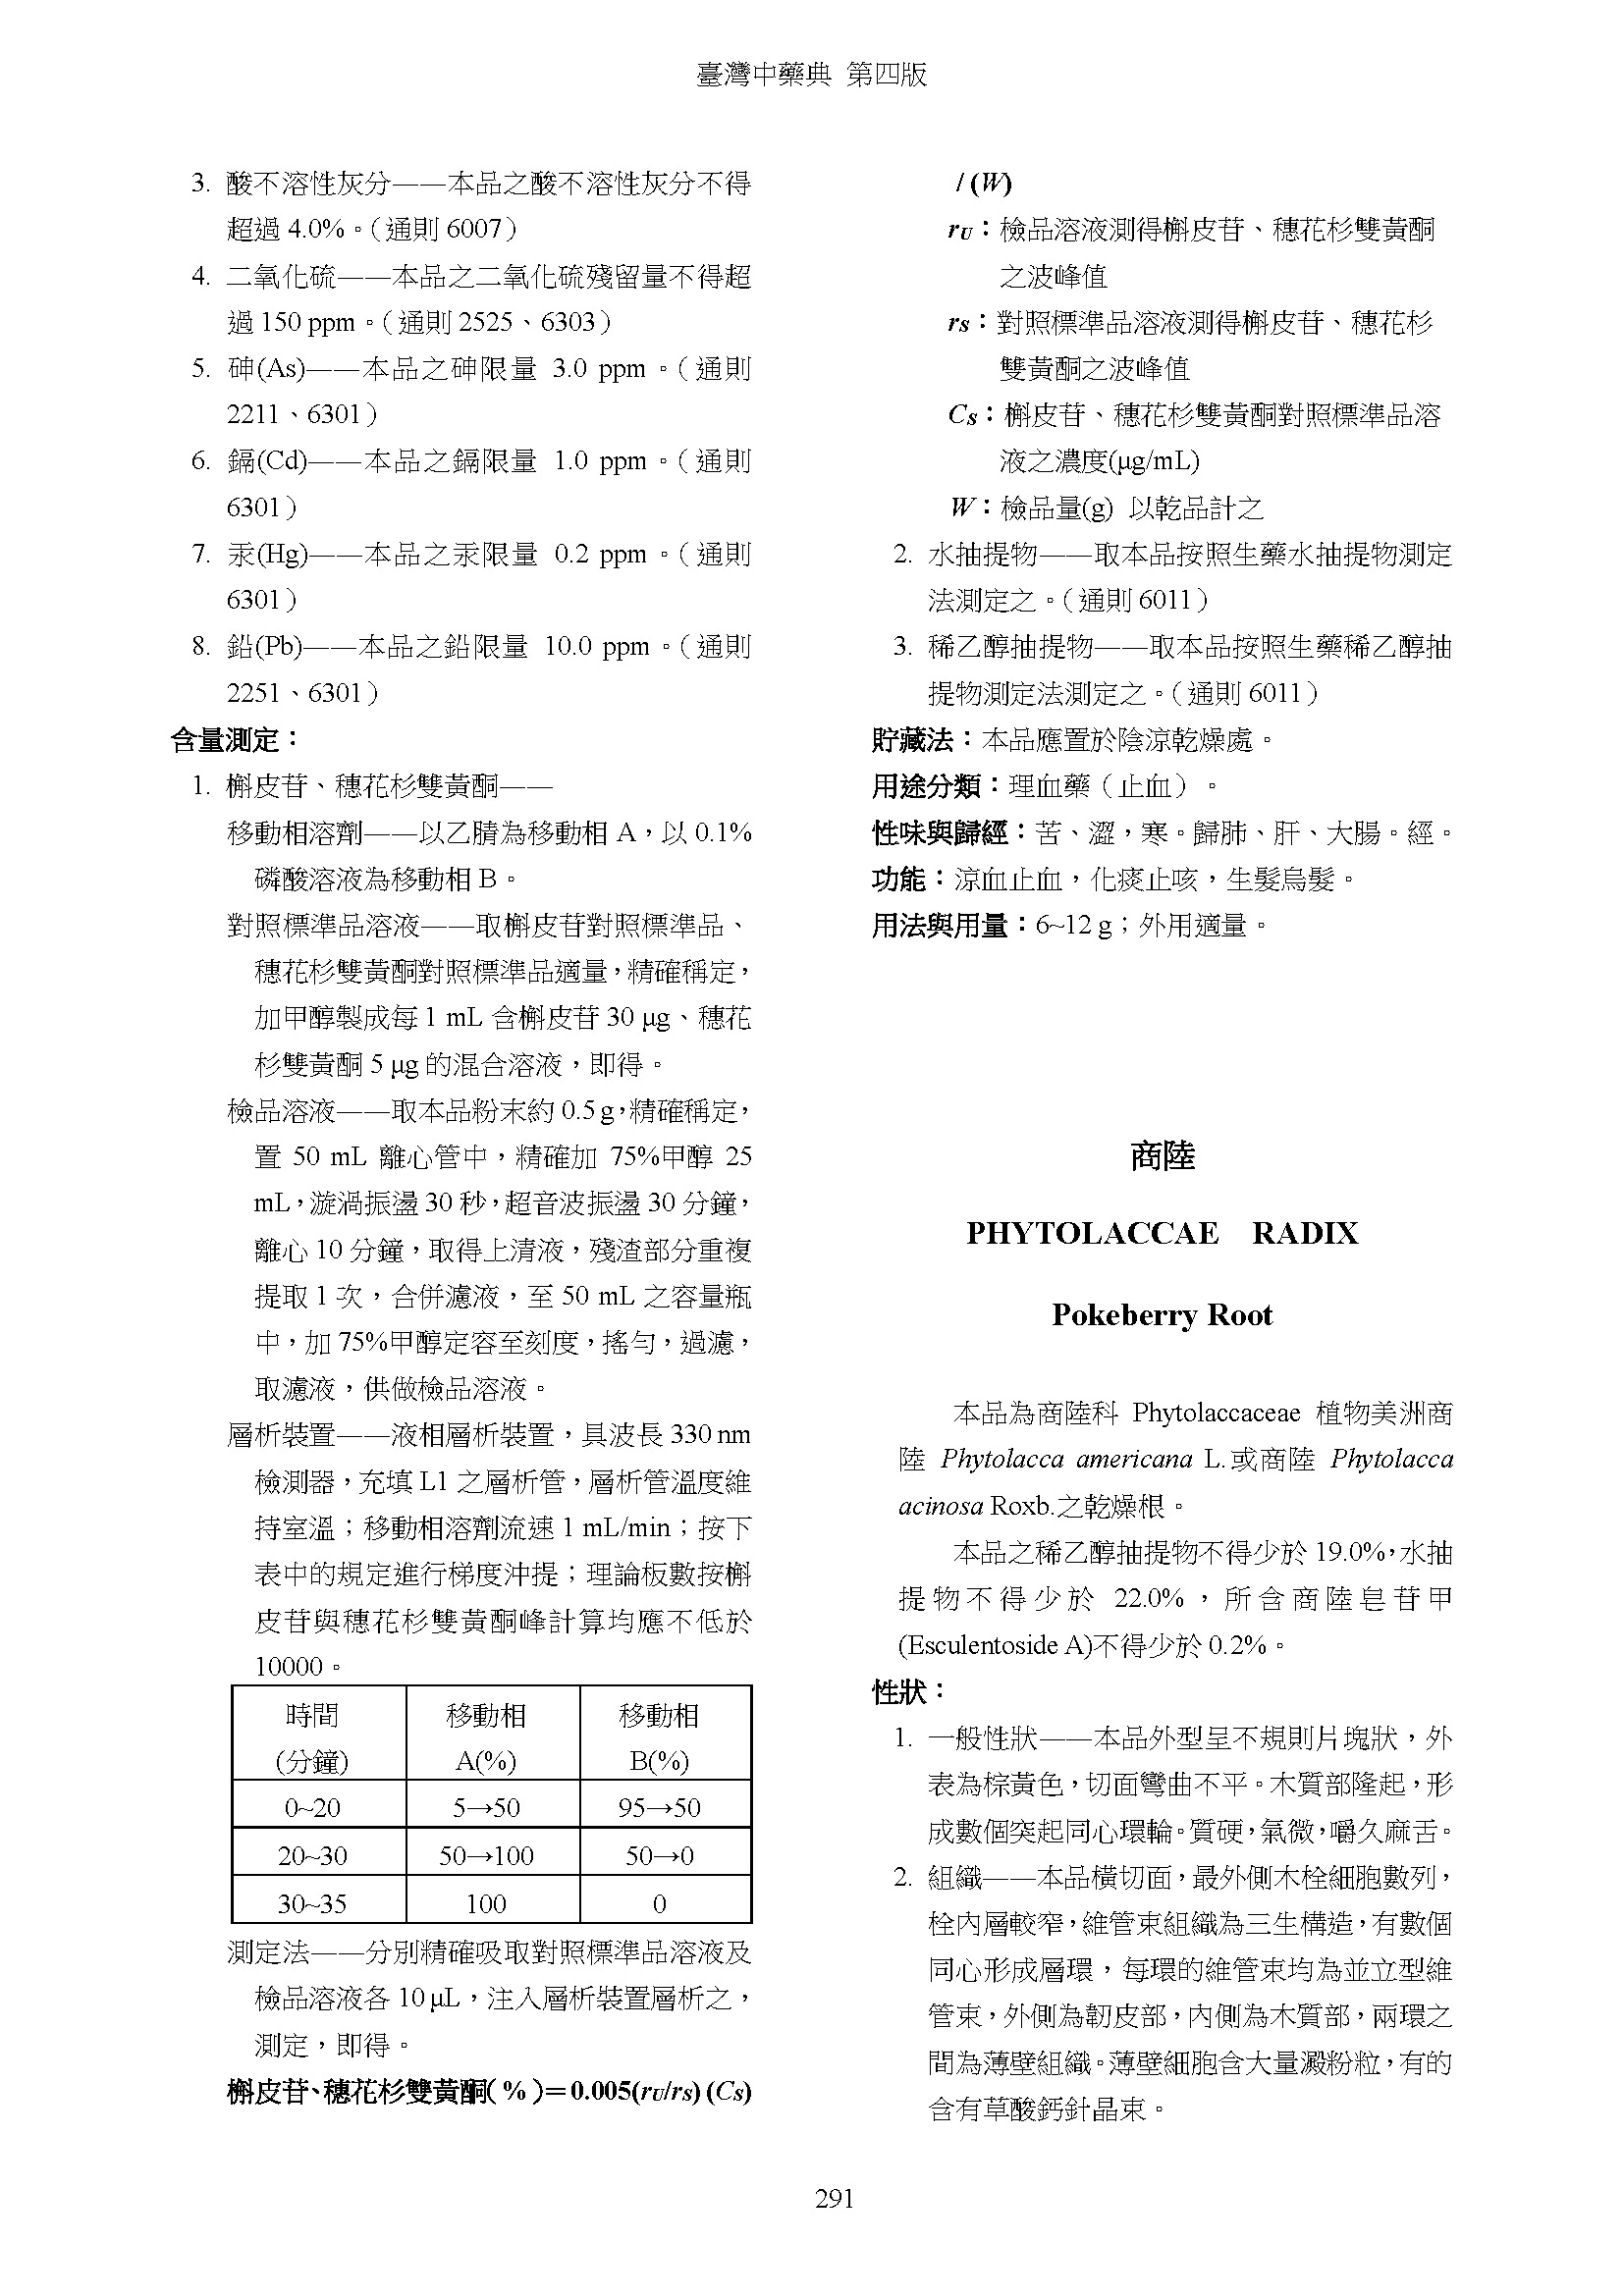 臺灣中藥典 第四版
3. 酸不溶性灰分——本品之酸不溶性灰分不得
超過 4.0%。（通則 6007）
4. 二氧化硫——本品之二氧化硫殘留量不得超
過 150 ppm。（通則 2525、6303）
5. 砷(As)——本品之砷限量 3.0 ppm。（通則
2211、6301）
6. 鎘(Cd)——本品之鎘限量 1.0 ppm。（通則
6301）
7. 汞(Hg)——本品之汞限量 0.2 ppm。（通則
6301）
8. 鉛(Pb)——本品之鉛限量 10.0 ppm。（通則
2251、6301）
含量測定：
1. 槲皮苷、穗花杉雙黃酮——
移動相溶劑——以乙腈為移動相 A，以 0.1%
磷酸溶液為移動相 B。
對照標準品溶液——取槲皮苷對照標準品、
穗花杉雙黃酮對照標準品適量，精確稱定，
加甲醇製成每 1 mL 含槲皮苷 30 μg、穗花
杉雙黃酮 5 μg 的混合溶液，即得。
檢品溶液——取本品粉末約 0.5 g，精確稱定，
置 50 mL 離心管中，精確加 75%甲醇 25
mL，漩渦振盪 30 秒，超音波振盪 30 分鐘，
離心 10 分鐘，取得上清液，殘渣部分重複
提取 1 次，合併濾液，至 50 mL 之容量瓶
中，加 75%甲醇定容至刻度，搖勻，過濾，
取濾液，供做檢品溶液。
層析裝置——液相層析裝置，具波長 330 nm
檢測器，充填 L1 之層析管，層析管溫度維
持室溫；移動相溶劑流速 1 mL/min；按下
表中的規定進行梯度沖提；理論板數按槲
皮苷與穗花杉雙黃酮峰計算均應不低於
10000。
時間 移動相 移動相
(分鐘) A(%) B(%)
0~20 5→50 95→50
20~30 50→100 50→0
30~35 100 0
測定法——分別精確吸取對照標準品溶液及
檢品溶液各 10 μL，注入層析裝置層析之，
測定，即得。
槲皮苷、穗花杉雙黃酮（%）＝0.005(rU/rS) (CS)
/ (W)
rU：檢品溶液測得槲皮苷、穗花杉雙黃酮
之波峰值
rS：對照標準品溶液測得槲皮苷、穗花杉
雙黃酮之波峰值
CS：槲皮苷、穗花杉雙黃酮對照標準品溶
液之濃度(μg/mL)
W：檢品量(g) 以乾品計之
2. 水抽提物——取本品按照生藥水抽提物測定
法測定之。（通則 6011）
3. 稀乙醇抽提物——取本品按照生藥稀乙醇抽
提物測定法測定之。（通則 6011）
貯藏法：本品應置於陰涼乾燥處。
用途分類：理血藥（止血）。
性味與歸經：苦、澀，寒。歸肺、肝、大腸。經。
功能：涼血止血，化痰止咳，生髮烏髮。
用法與用量：6~12 g；外用適量。
商陸
PHYTOLACCAE RADIX
Pokeberry Root
本品為商陸科 Phytolaccaceae 植物美洲商
陸 Phytolacca americana L.或商陸 Phytolacca
acinosa Roxb.之乾燥根。
本品之稀乙醇抽提物不得少於 19.0%，水抽
提物不得少於 22.0%，所含商陸皂苷甲
(Esculentoside A)不得少於 0.2%。
性狀：
1. 一般性狀——本品外型呈不規則片塊狀，外
表為棕黃色，切面彎曲不平。木質部隆起，形
成數個突起同心環輪。質硬，氣微，嚼久麻舌。
2. 組織——本品橫切面，最外側木栓細胞數列，
栓內層較窄，維管束組織為三生構造，有數個
同心形成層環，每環的維管束均為並立型維
管束，外側為韌皮部，內側為木質部，兩環之
間為薄壁組織。薄壁細胞含大量澱粉粒，有的
含有草酸鈣針晶束。
291